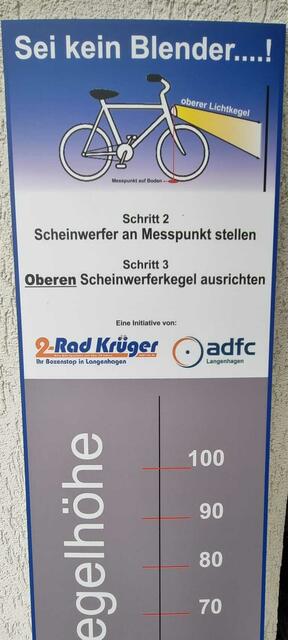 Sei kein Blender....!
oberer Lichtkegel
Messpunkt auf Boden
Schritt 2
Scheinwerfer an Messpunkt stellen
Schritt 3
Oberen Scheinwerferkegel ausrichten
Eine Initiative von:
2-Rad Krüger
Ihr Boxenstop in Langenhagen
adfc
Langenhagen
egelhöhe
100
90
80
70